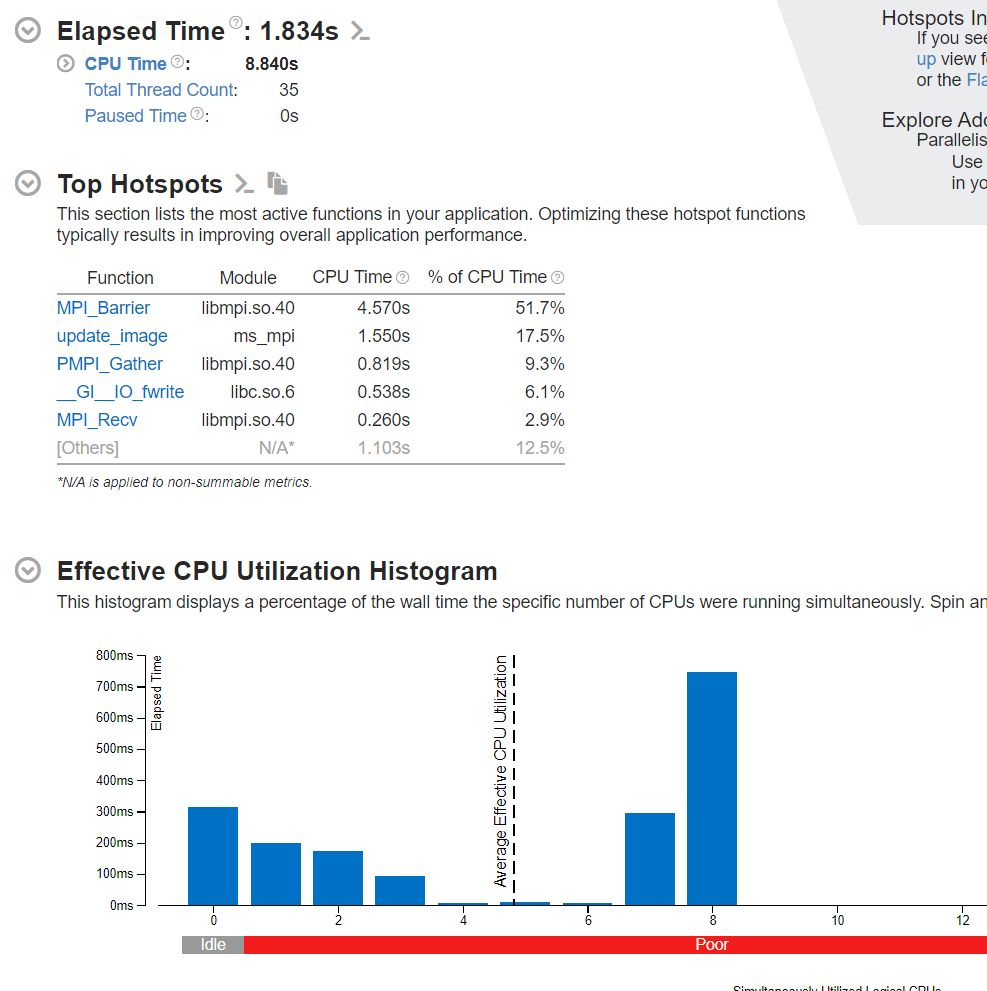 Elapsed Time ?: 1.834s
CPU Time ?: 8.840s
Total Thread Count: 35
Paused Time ?: 0s
Hotspots In
If you see
up view f
or the Fla
Explore Add
Parallelis
Use
in yo
Top Hotspots
This section lists the most active functions in your application. Optimizing these hotspot functions
typically results in improving overall application performance.
Function Module CPU Time ? % of CPU Time ?
MPI_Barrier libmpi.so.40 4.570s 51.7%
update_image ms_mpi 1.550s 17.5%
PMPI_Gather libmpi.so.40 0.819s 9.3%
__GI__IO_fwrite libc.so.6 0.538s 6.1%
MPI_Recv libmpi.so.40 0.260s 2.9%
[Others] N/A* 1.103s 12.5%
*N/A is applied to non-summable metrics.
Effective CPU Utilization Histogram
This histogram displays a percentage of the wall time the specific number of CPUs were running simultaneously. Spin an
800ms
700ms
600ms
500ms
400ms
300ms
200ms
100ms
0ms
Elapsed Time
Average Effective CPU Utilization
0 2 4 6 8 10 12
Idle Poor
Simultaneously Utilized Logical CPUs